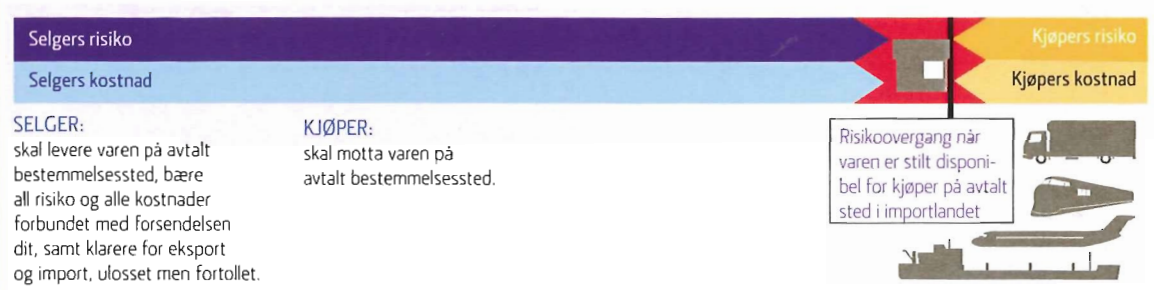 Selgers risiko
Kjøpers risiko
Selgers kostnad
Kjøpers kostnad
SELGER:
skal levere varen på avtalt
bestemmelsessted, bære
all risiko og alle kostnader
forbundet med forsendelsen
dit, samt klarere for eksport
og import, ulosset men fortollet.
KJØPER:
skal motta varen på
avtalt bestemmelsessted.
Risikoovergang når
varen er stilt disponi-
bel for kjøper på avtalt
sted i importlandet